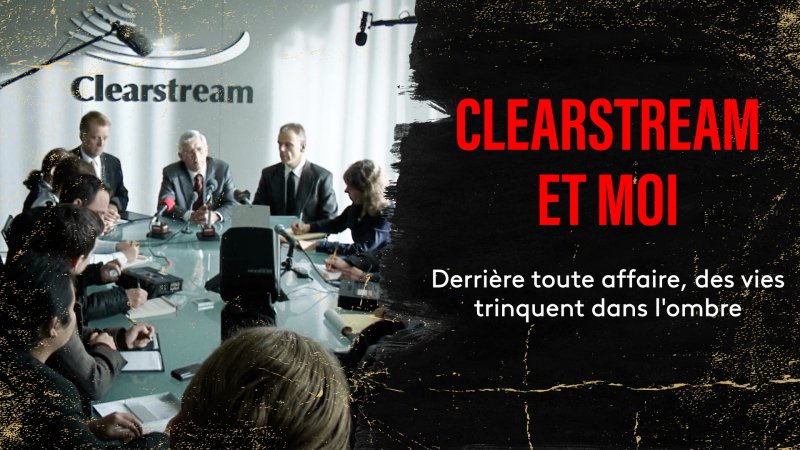 Clearstream
CLEARSTREAM
ET MOI
Derrière toute affaire, des vies
trinquent dans l'ombre